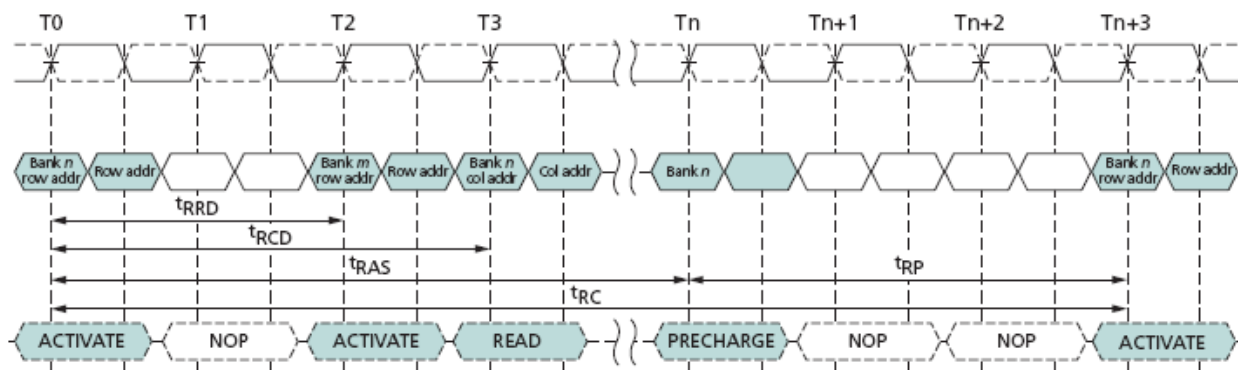 T0 T1 T2 T3 Tn Tn+1 Tn+2 Tn+3
Bank n row addr Row addr Bank m row addr Row addr Bank n col addr Col addr Bank n Bank n row addr Row addr
tRRD
tRCD
tRAS tRP
tRC
ACTIVATE NOP ACTIVATE READ PRECHARGE NOP NOP ACTIVATE